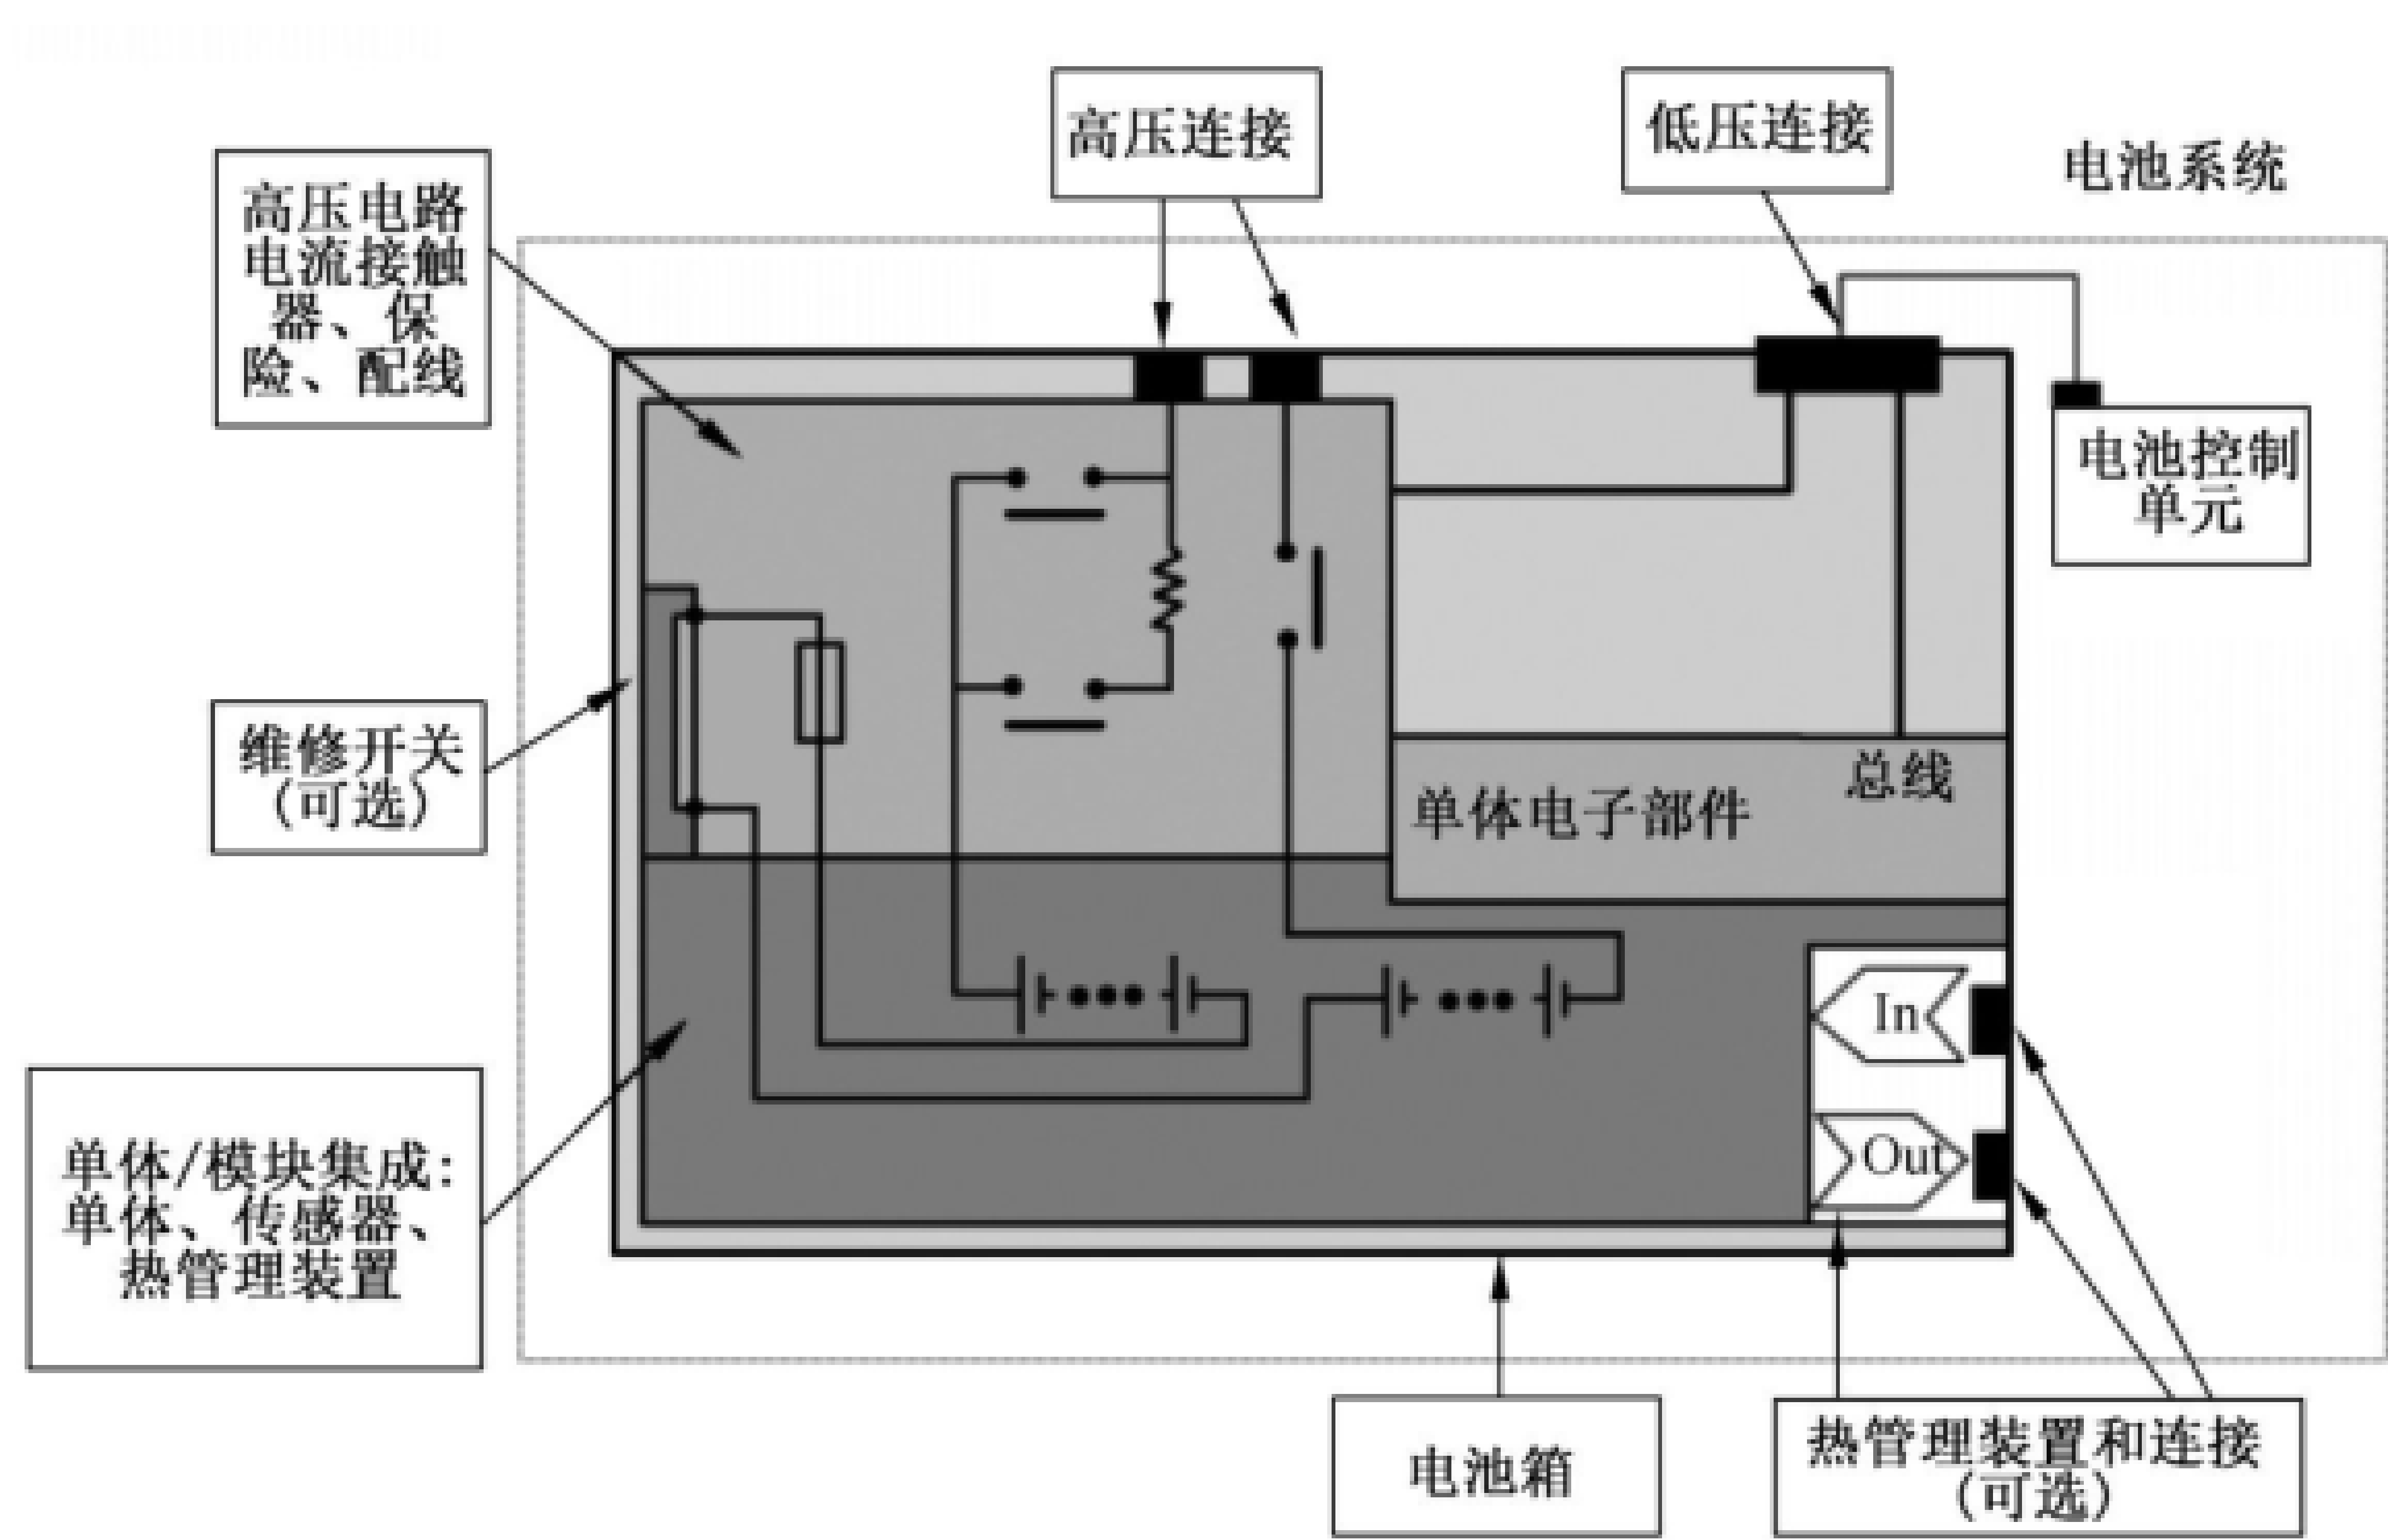 高压连接
低压连接
电池系统
高压电路
电流接触
器、保
险、配线
电池控制
单元
维修开关
(可选)
总线
单体电子部件
In
Out
单体/模块集成:
单体、传感器、
热管理装置
电池箱
热管理装置和连接
(可选)